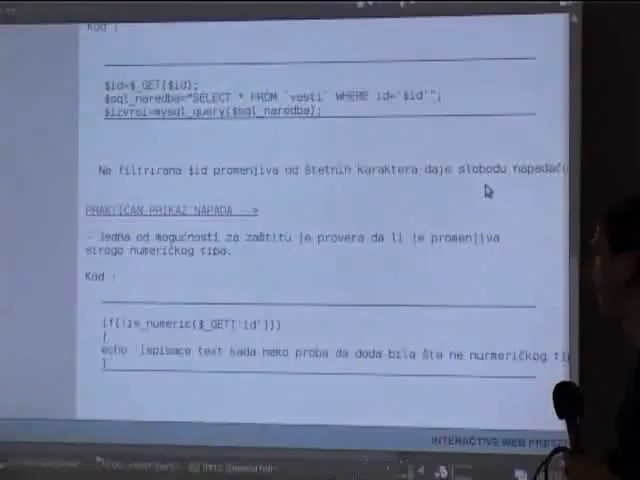 Kod :
$id=$_GET($id);
$sql_naredba="SELECT * FROM `vesti` WHERE id='$id'";
$izvrsi=mysql_query($sql_naredba);
Ne filtrirana $id promenjiva od štetnih karaktera daje slobodu napadaču
PRAKTIČAN PRIKAZ NAPADA -->
- Jedna od mogućnosti za zaštitu je provera da li je promenjiva
strogo numeričkog tipa.
Kod :
if(!is_numeric($_GET['id']))
{
echo 'Ispisace text kada neko proba da doda bila šta ne nurmeričkog ti
}
INTERACTIVE WEB